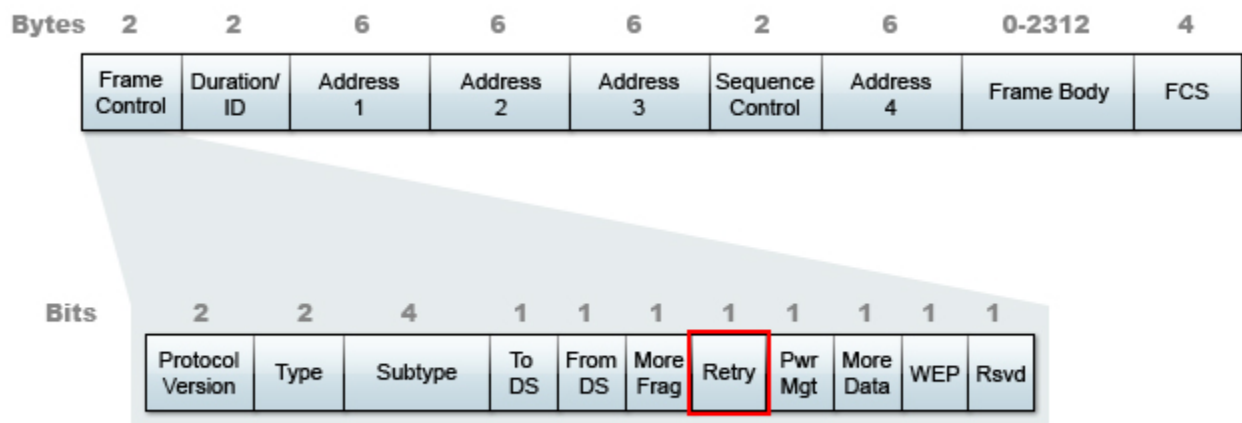 Bytes 2 2 6 6 6 2 6 0-2312 4
Frame Control Duration/ ID Address 1 Address 2 Address 3 Sequence Control Address 4 Frame Body FCS
Bits 2 2 4 1 1 1 1 1 1 1 1
Protocol Version Type Subtype To DS From DS More Frag Retry Pwr Mgt More Data WEP Rsvd